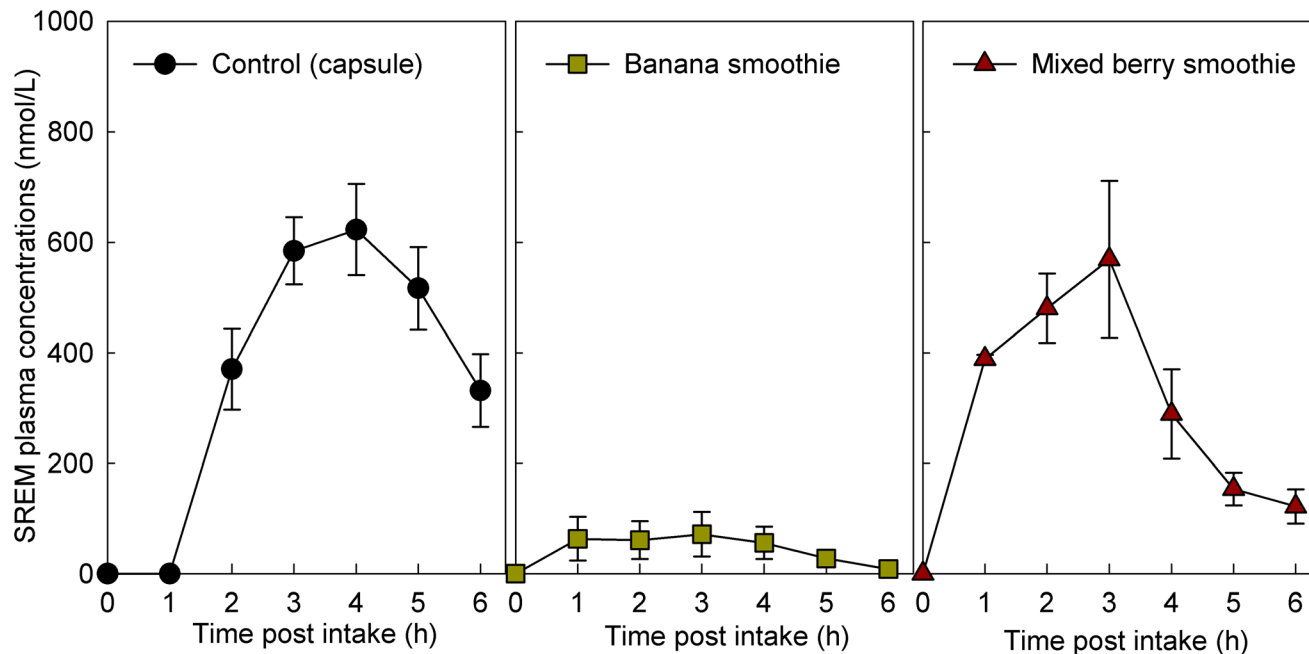 SREM plasma concentrations (nmol/L)
1000
800
600
400
200
0
Control (capsule)
0 1 2 3 4 5 6
Time post intake (h)
Banana smoothie
0 1 2 3 4 5 6
Time post intake (h)
Mixed berry smoothie
0 1 2 3 4 5 6
Time post intake (h)